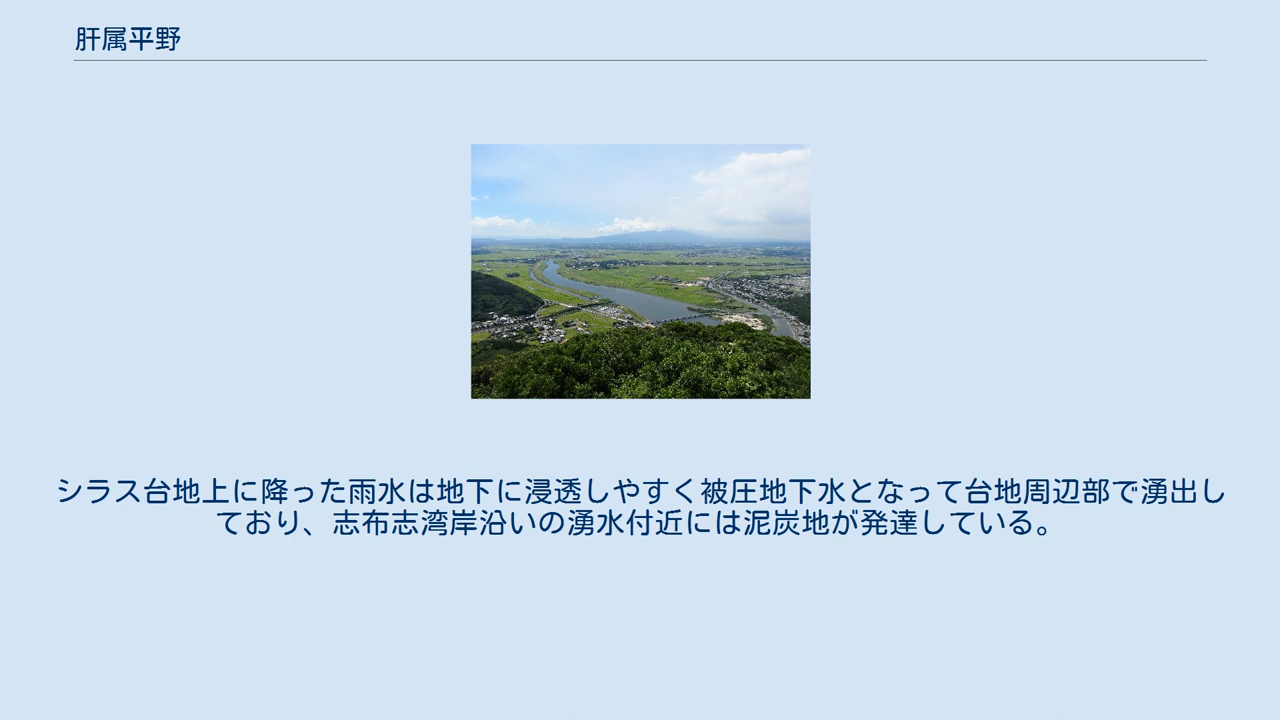 肝属平野
シラス台地上に降った雨水は地下に浸透しやすく被圧地下水となって台地周辺部で湧出し
ており、志布志湾岸沿いの湧水付近には泥炭地が発達している。